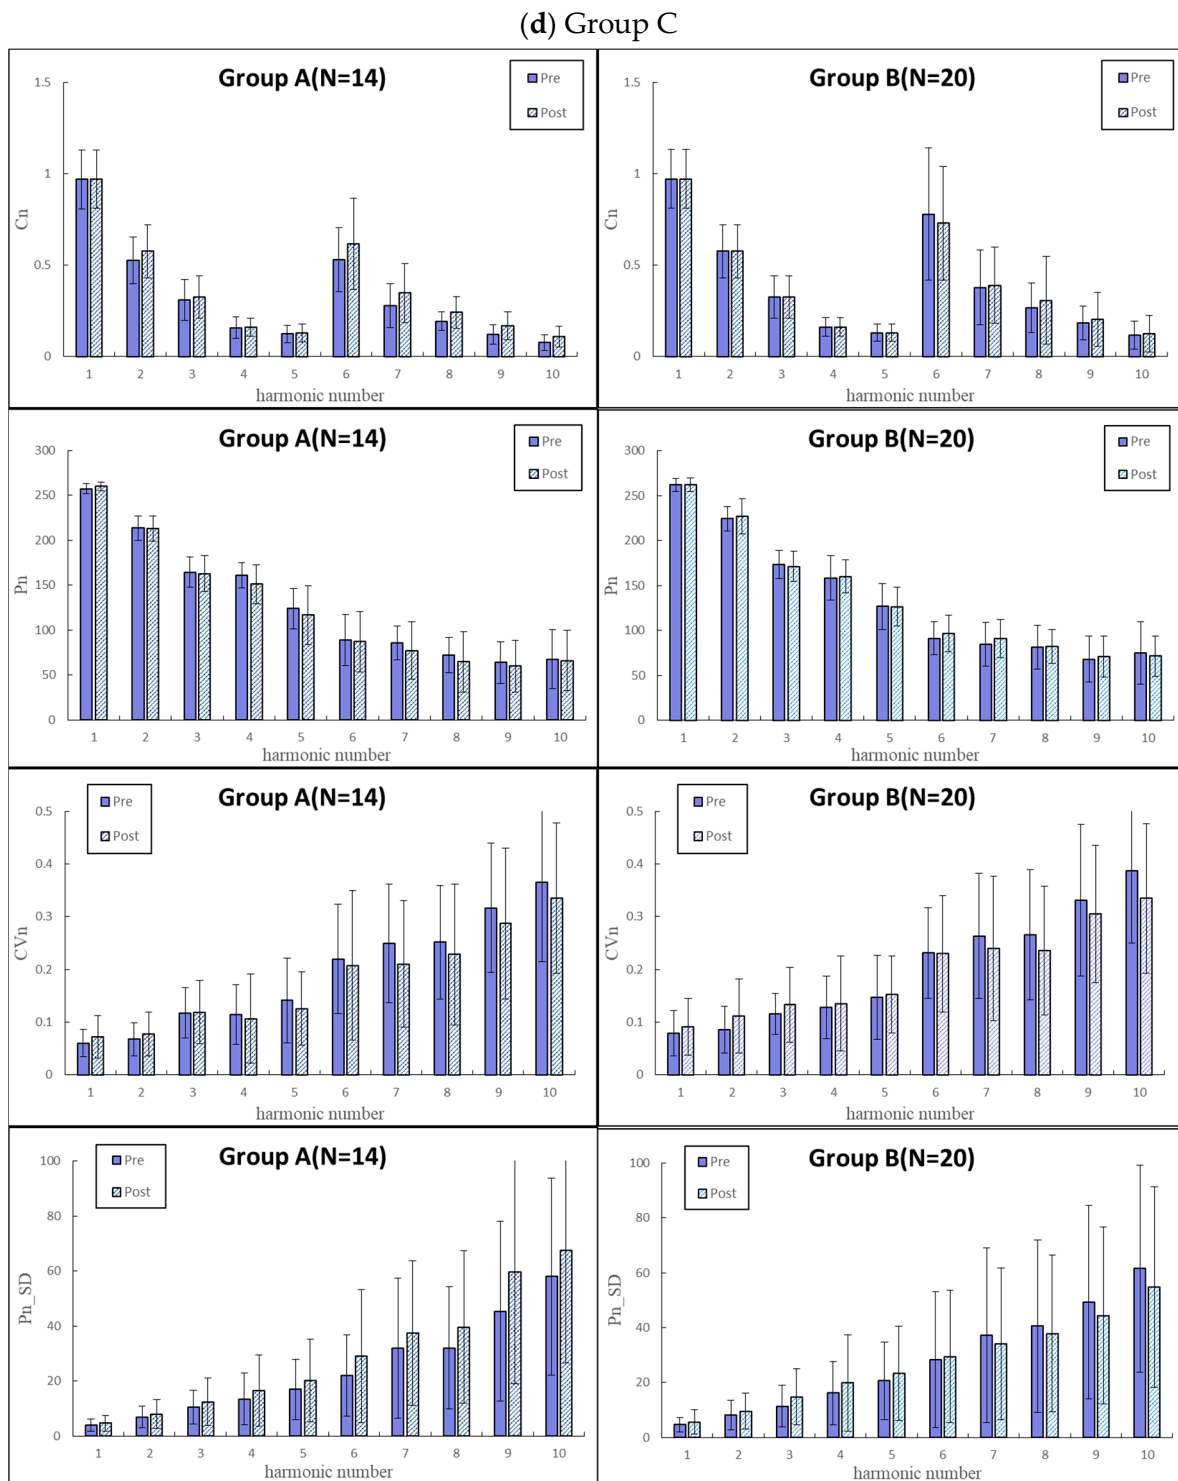 (d) Group C
Group A(N=14)
Pre
Post
1.5
1
0.5
0
Cn
1 2 3 4 5 6 7 8 9 10
harmonic number
Group B(N=20)
Pre
Post
1.5
1
0.5
0
Cn
1 2 3 4 5 6 7 8 9 10
harmonic number
Group A(N=14)
Pre
Post
300
250
200
150
100
50
0
Pn
1 2 3 4 5 6 7 8 9 10
harmonic number
Group B(N=20)
Pre
Post
300
250
200
150
100
50
0
Pn
1 2 3 4 5 6 7 8 9 10
harmonic number
Group A(N=14)
Pre
Post
0.5
0.4
0.3
0.2
0.1
0
CVn
1 2 3 4 5 6 7 8 9 10
harmonic number
Group B(N=20)
Pre
Post
0.5
0.4
0.3
0.2
0.1
0
CVn
1 2 3 4 5 6 7 8 9 10
harmonic number
Group A(N=14)
Pre
Post
100
80
60
40
20
0
Pn_SD
1 2 3 4 5 6 7 8 9 10
harmonic number
Group B(N=20)
Pre
Post
100
80
60
40
20
0
Pn_SD
1 2 3 4 5 6 7 8 9 10
harmonic number